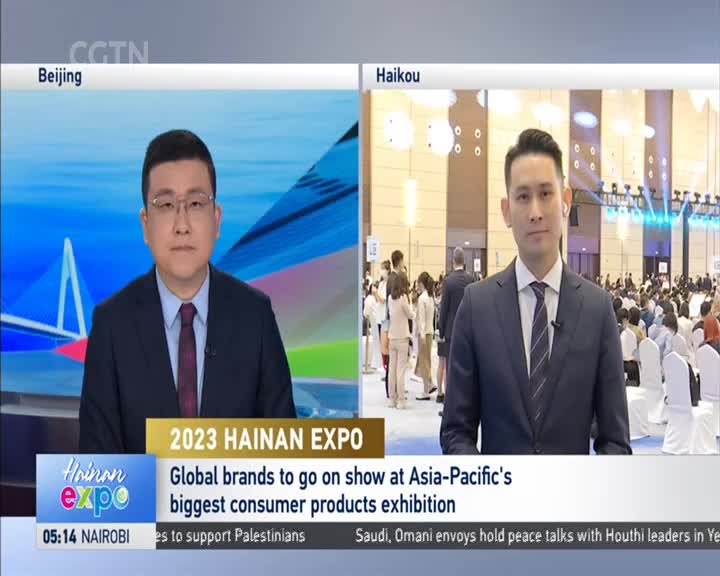 CGTN
Beijing
Haikou
2023 HAINAN EXPO
Hainan
expo
Global brands to go on show at Asia-Pacific's
biggest consumer products exhibition
05:14 NAIROBI
es to support Palestinians Saudi, Omani envoys hold peace talks with Houthi leaders in Ye